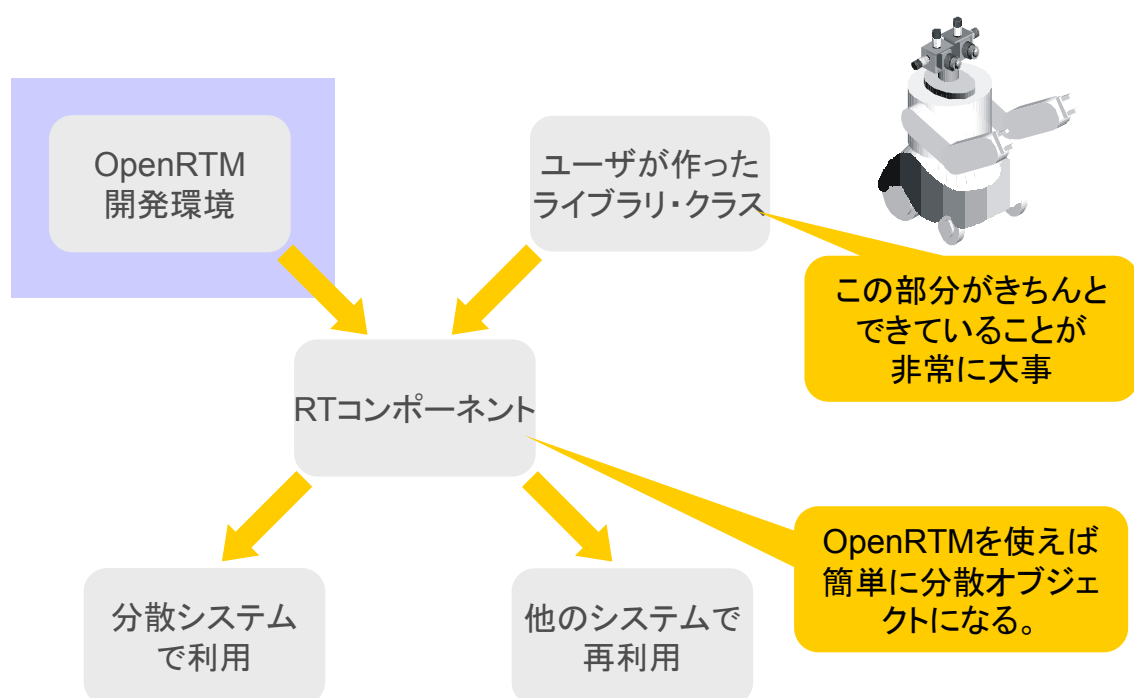 OpenRTM
開発環境
ユーザが作った
ライブラリ・クラス
この部分がきちんと
できていることが
非常に大事
RTコンポーネント
OpenRTMを使えば
簡単に分散オブジェ
クトになる。
分散システム
で利用
他のシステムで
再利用